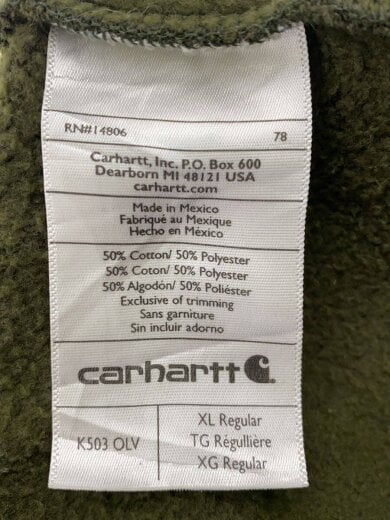 RN#14806 78
Carhartt, Inc. P.O. Box 600
Dearborn MI 48121 USA
carhartt.com
Made in Mexico
Fabriqué au Mexique
Hecho en México
50% Cotton/ 50% Polyester
50% Coton/ 50% Polyester
50% Algodón/ 50% Poliéster
Exclusive of trimming
Sans garniture
Sin incluir adorno
carhartt
K503 OLV
XL Regular
TG Régullière
XG Regular